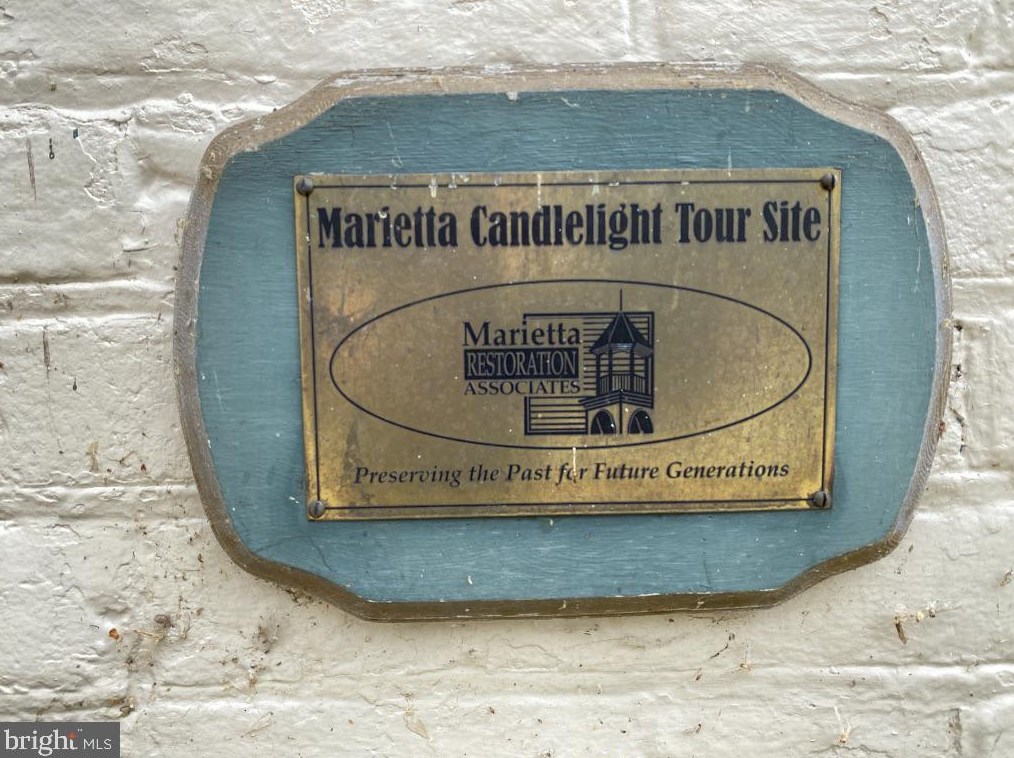 Marietta Candlelight Tour Site
Marietta
RESTORATION
ASSOCIATES
Preserving the Past for Future Generations
bright MLS